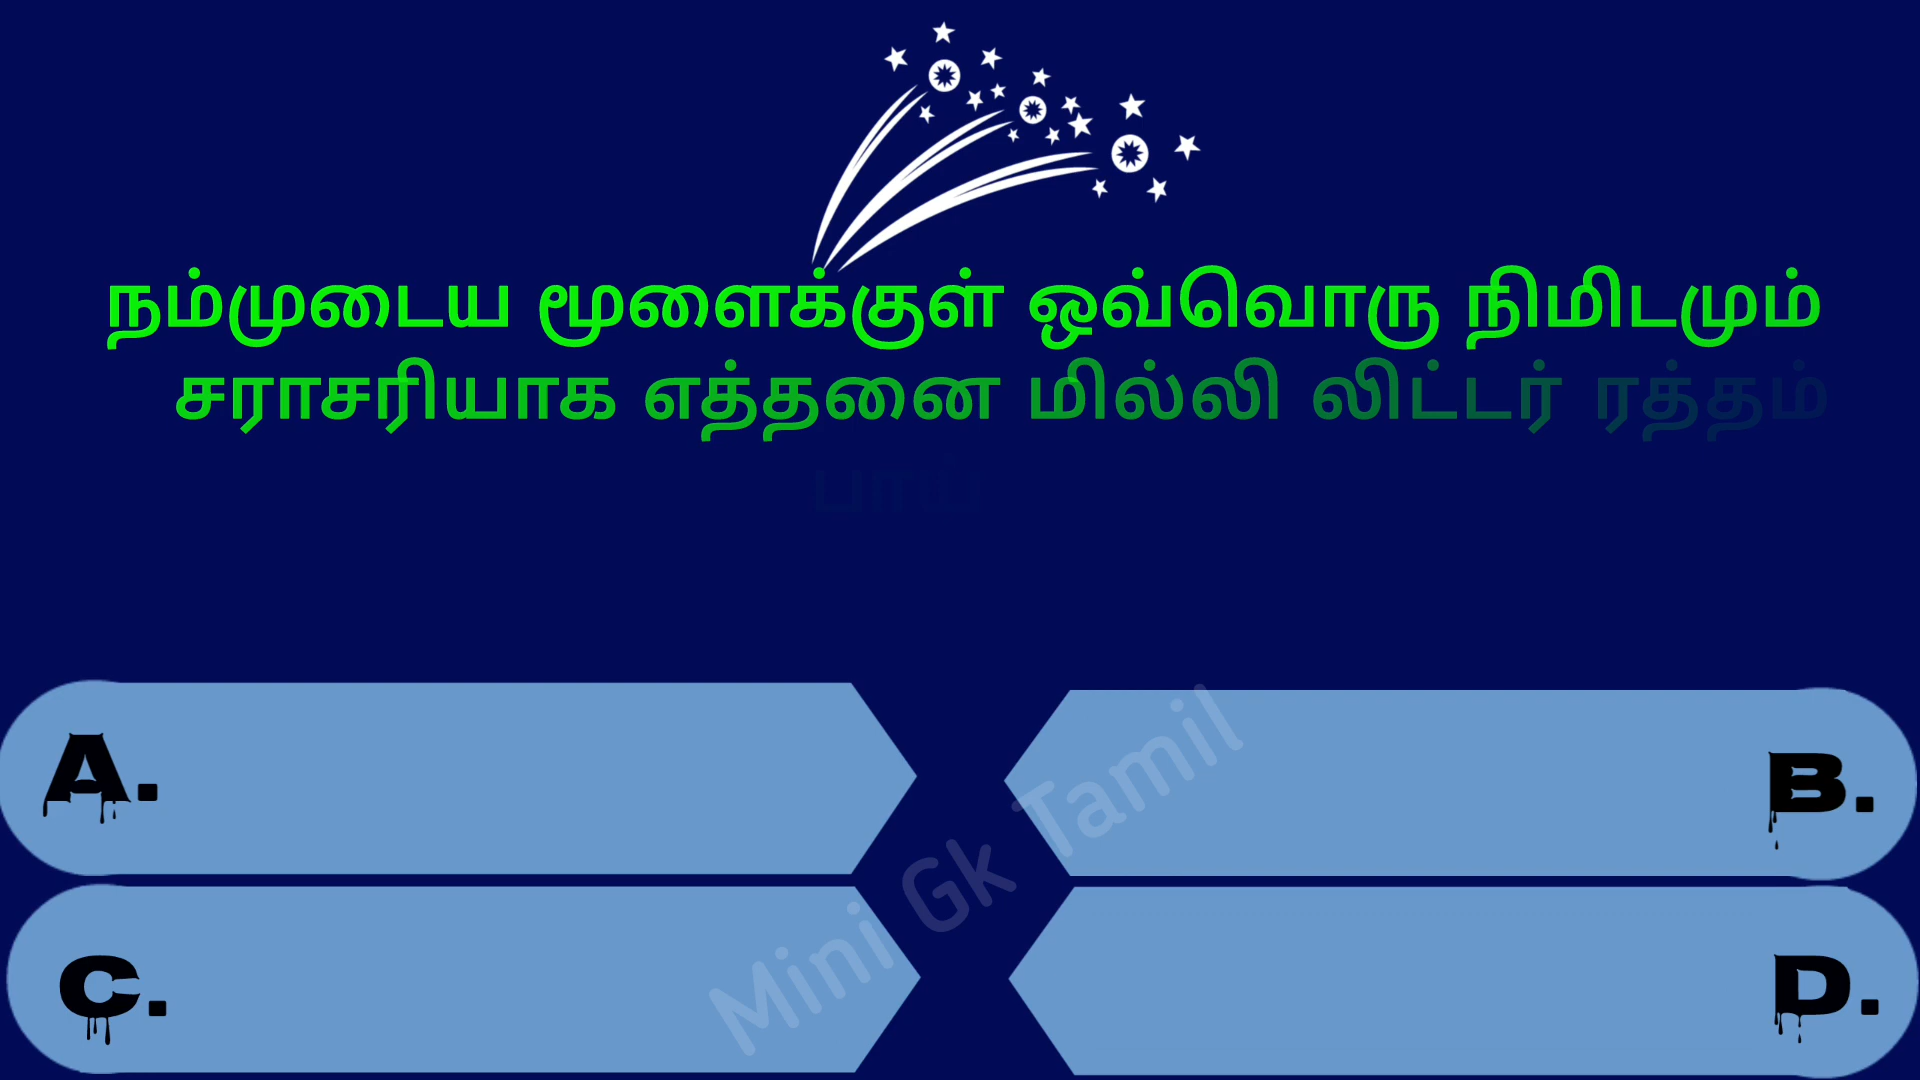 நம்முடைய மூளைக்குள் ஒவ்வொரு நிமிடமும்
சராசரியாக எத்தனை மில்லி லிட்டர் ரத்தம்
A.
B.
C.
D.
Mini Gk Tamil